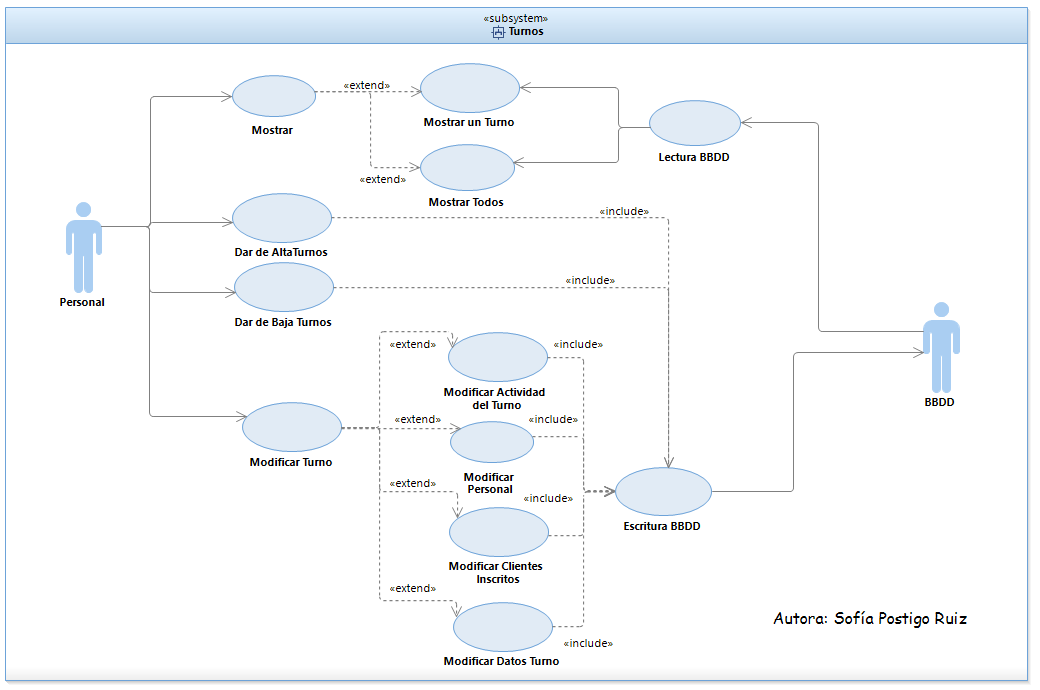 «subsystem»
Turnos
«extend»
Mostrar
Mostrar un Turno
«extend»
Mostrar Todos
Lectura BBDD
Personal
Dar de AltaTurnos
«include»
Dar de Baja Turnos
«include»
Modificar Turno
«extend»
Modificar Actividad
del Turno
«include»
«extend»
Modificar
Personal
«include»
«extend»
Modificar Clientes
Inscritos
«include»
«extend»
Modificar Datos Turno
«include»
Escritura BBDD
BBDD
Autora: Sofía Postigo Ruiz